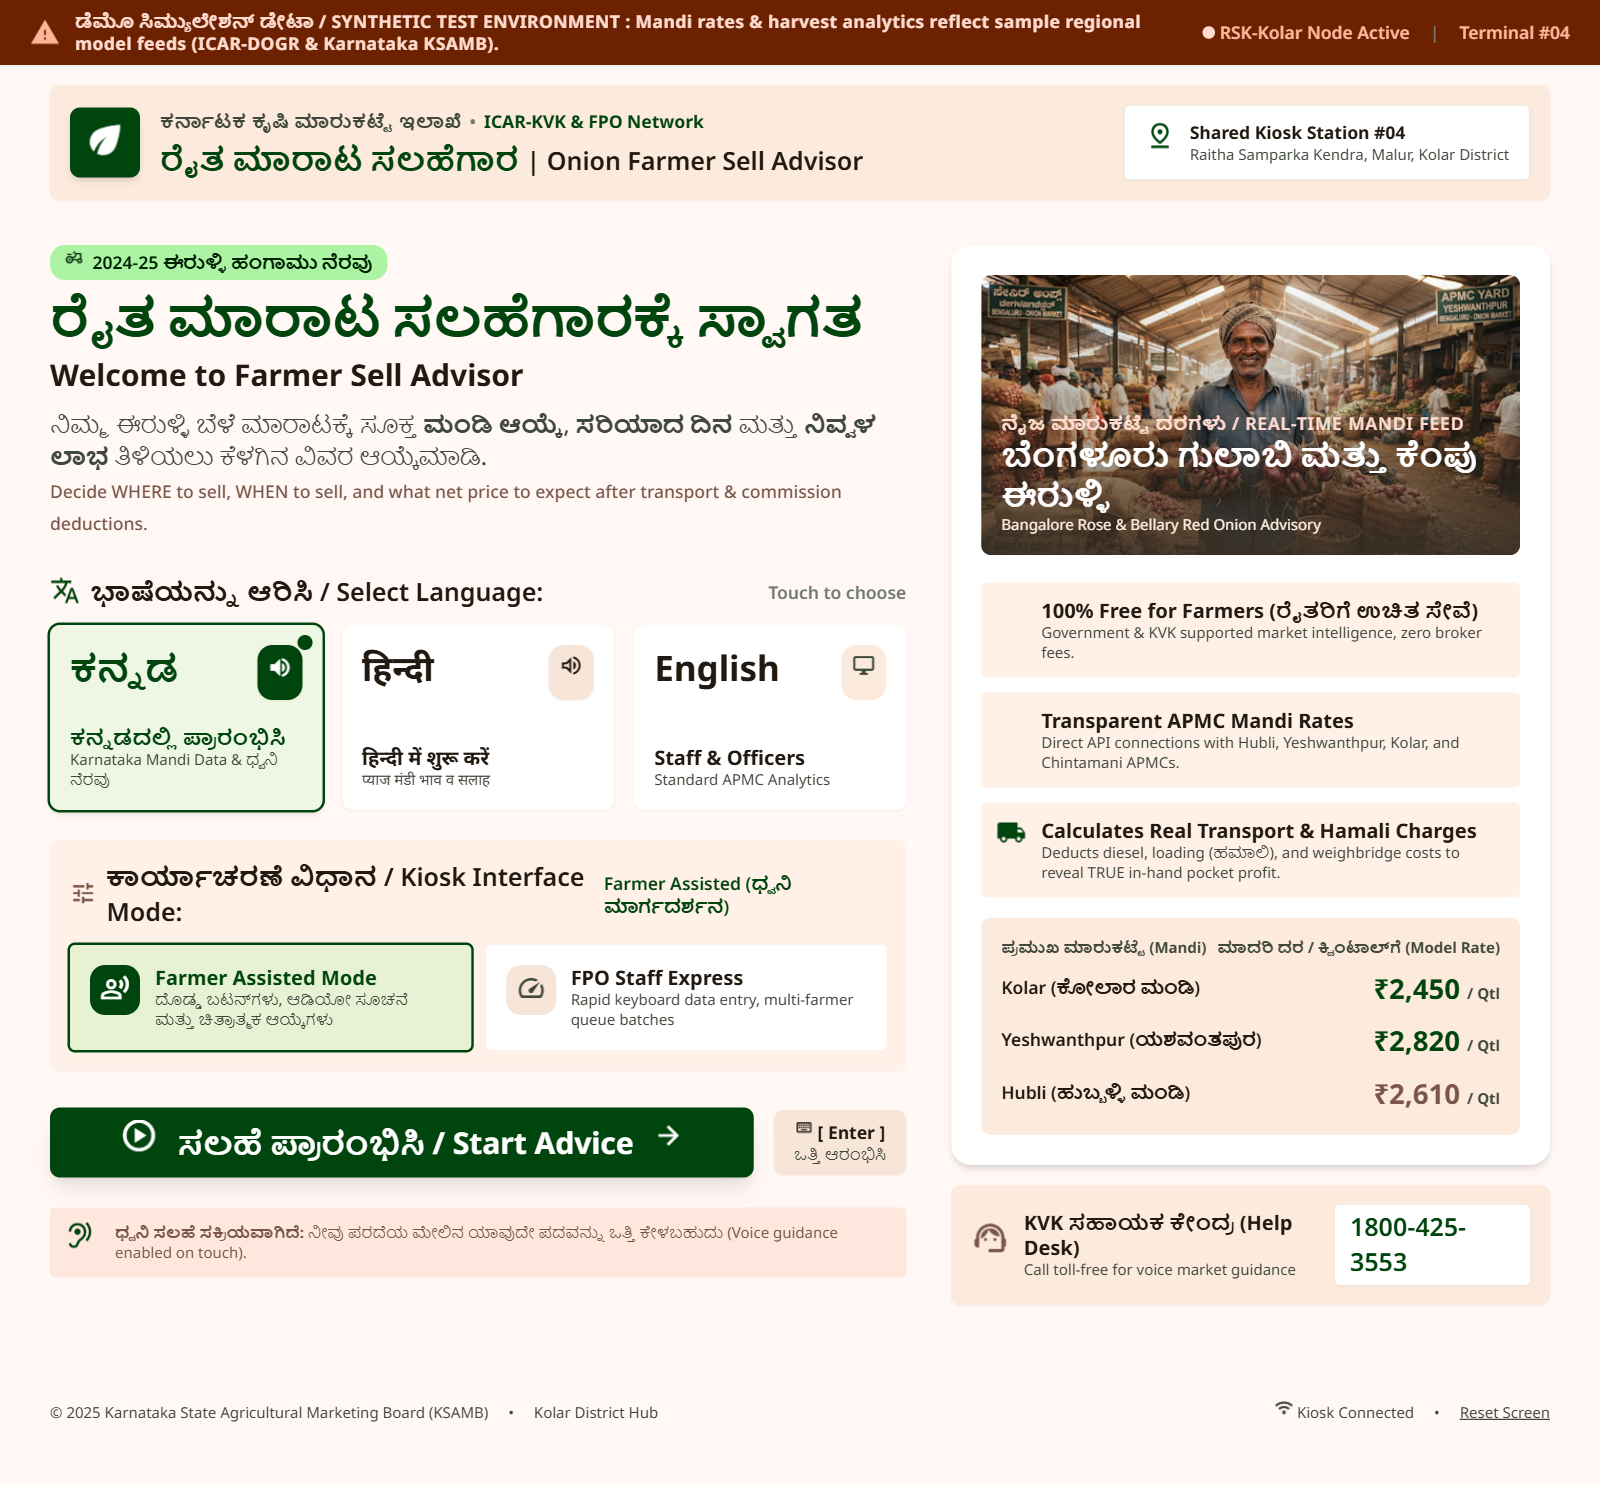 ಡೆಮೊ ಸಿಮ್ಯುಲೇಶನ್ ಡೇಟಾ / SYNTHETIC TEST ENVIRONMENT : Mandi rates & harvest analytics reflect sample regional
model feeds (ICAR-DOGR & Karnataka KSAMB).
RSK-Kolar Node Active | Terminal #04
ಕರ್ನಾಟಕ ಕೃಷಿ ಮಾರುಕಟ್ಟೆ ಇಲಾಖೆ • ICAR-KVK & FPO Network
ರೈತ ಮಾರಾಟ ಸಲಹೆಗಾರ | Onion Farmer Sell Advisor
Shared Kiosk Station #04
Raitha Samparka Kendra, Malur, Kolar District
2024-25 ಈರುಳ್ಳಿ ಹಂಗಾಮು ನೆರವು
ರೈತ ಮಾರಾಟ ಸಲಹೆಗಾರಕ್ಕೆ ಸ್ವಾಗತ
Welcome to Farmer Sell Advisor
ನಿಮ್ಮ ಈರುಳ್ಳಿ ಬೆಳೆ ಮಾರಾಟಕ್ಕೆ ಸೂಕ್ತ ಮಂಡಿ ಆಯ್ಕೆ, ಸರಿಯಾದ ದಿನ ಮತ್ತು ನಿವ್ವಳ
ಲಾಭ ತಿಳಿಯಲು ಕೆಳಗಿನ ವಿವರ ಆಯ್ಕೆಮಾಡಿ.
Decide WHERE to sell, WHEN to sell, and what net price to expect after transport & commission
deductions.
ಭಾಷೆಯನ್ನು ಆರಿಸಿ / Select Language:
Touch to choose
ಕನ್ನಡ
ಕನ್ನಡದಲ್ಲಿ ಪ್ರಾರಂಭಿಸಿ
Karnataka Mandi Data & ಧ್ವನಿ
ನೆರವು
हिन्दी
हिन्दी में शुरू करें
प्याज मंडी भाव व सलाह
English
Staff & Officers
Standard APMC Analytics
ಕಾರ್ಯಾಚರಣೆ ವಿಧಾನ / Kiosk Interface
Mode:
Farmer Assisted (ಧ್ವನಿ
ಮಾರ್ಗದರ್ಶನ)
Farmer Assisted Mode
ದೊಡ್ಡ ಬಟನ್‌ಗಳು, ಆಡಿಯೋ ಸೂಚನೆ
ಮತ್ತು ಚಿತ್ರಾತ್ಮಕ ಆಯ್ಕೆಗಳು
FPO Staff Express
Rapid keyboard data entry, multi-farmer
queue batches
ಸಲಹೆ ಪ್ರಾರಂಭಿಸಿ / Start Advice
[ Enter ]
ಒತ್ತಿ ಆರಂಭಿಸಿ
ಧ್ವನಿ ಸಲಹೆ ಸಕ್ರಿಯವಾಗಿದೆ: ನೀವು ಪರದೆಯ ಮೇಲಿನ ಯಾವುದೇ ಪದವನ್ನು ಒತ್ತಿ ಕೇಳಬಹುದು (Voice guidance
enabled on touch).
APMC YARD
YESHWANTHPUR
BENGALURU - ONION MARKET
ನೈಜ ಮಾರುಕಟ್ಟೆ ದರಗಳು / REAL-TIME MANDI FEED
ಬೆಂಗಳೂರು ಗುಲಾಬಿ ಮತ್ತು ಕೆಂಪು
ಈರುಳ್ಳಿ
Bangalore Rose & Bellary Red Onion Advisory
100% Free for Farmers (ರೈತರಿಗೆ ಉಚಿತ ಸೇವೆ)
Government & KVK supported market intelligence, zero broker
fees.
Transparent APMC Mandi Rates
Direct API connections with Hubli, Yeshwanthpur, Kolar, and
Chintamani APMCs.
Calculates Real Transport & Hamali Charges
Deducts diesel, loading (ಹಮಾಲಿ), and weighbridge costs to
reveal TRUE in-hand pocket profit.
ಪ್ರಮುಖ ಮಾರುಕಟ್ಟೆ (Mandi) ಮಾದರಿ ದರ / ಕ್ವಿಂಟಾಲ್‌ಗೆ (Model Rate)
Kolar (ಕೋಲಾರ ಮಂಡಿ) ₹2,450 / Qtl
Yeshwanthpur (ಯಶವಂತಪುರ) ₹2,820 / Qtl
Hubli (ಹುಬ್ಬಳ್ಳಿ ಮಂಡಿ) ₹2,610 / Qtl
KVK ಸಹಾಯಕ ಕೇಂದ್ರ (Help
Desk)
Call toll-free for voice market guidance
1800-425-
3553
© 2025 Karnataka State Agricultural Marketing Board (KSAMB) • Kolar District Hub
Kiosk Connected • Reset Screen